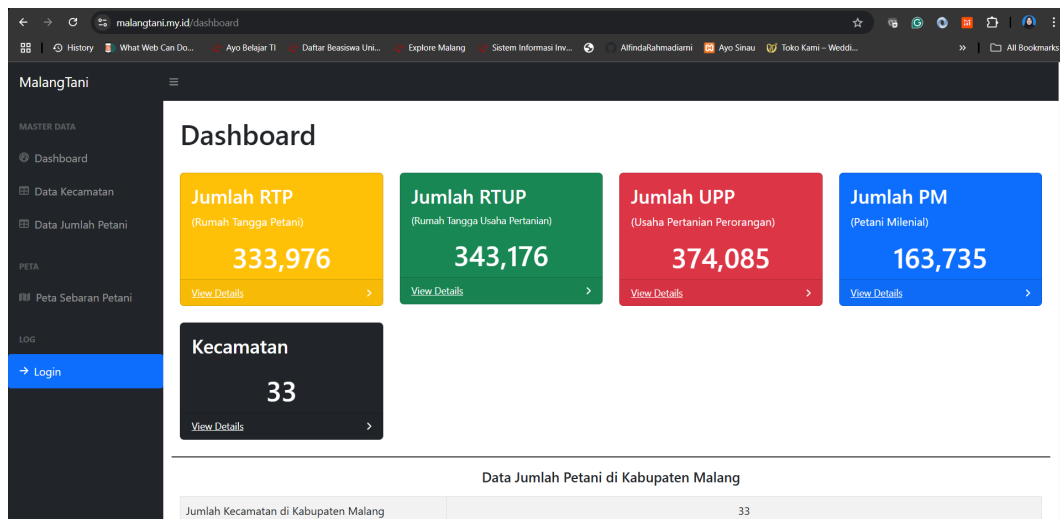 malangtani.my.id/dashboard
History What Web Can Do... Ayo Belajar TI Daftar Beasiswa Uni... Explore Malang Sistem Informasi Inv... AlfindaRahmadiarni Ayo Sinau Toko Kami – Weddi... » All Bookmarks
MalangTani
MASTER DATA
Dashboard
Data Kecamatan
Data Jumlah Petani
PETA
Peta Sebaran Petani
LOG
Login
Dashboard
Jumlah RTP
(Rumah Tangga Petani)
333,976
View Details
Jumlah RTUP
(Rumah Tangga Usaha Pertanian)
343,176
View Details
Jumlah UPP
(Usaha Pertanian Perorangan)
374,085
View Details
Jumlah PM
(Petani Milenial)
163,735
View Details
Kecamatan
33
View Details
Data Jumlah Petani di Kabupaten Malang
Jumlah Kecamatan di Kabupaten Malang 33